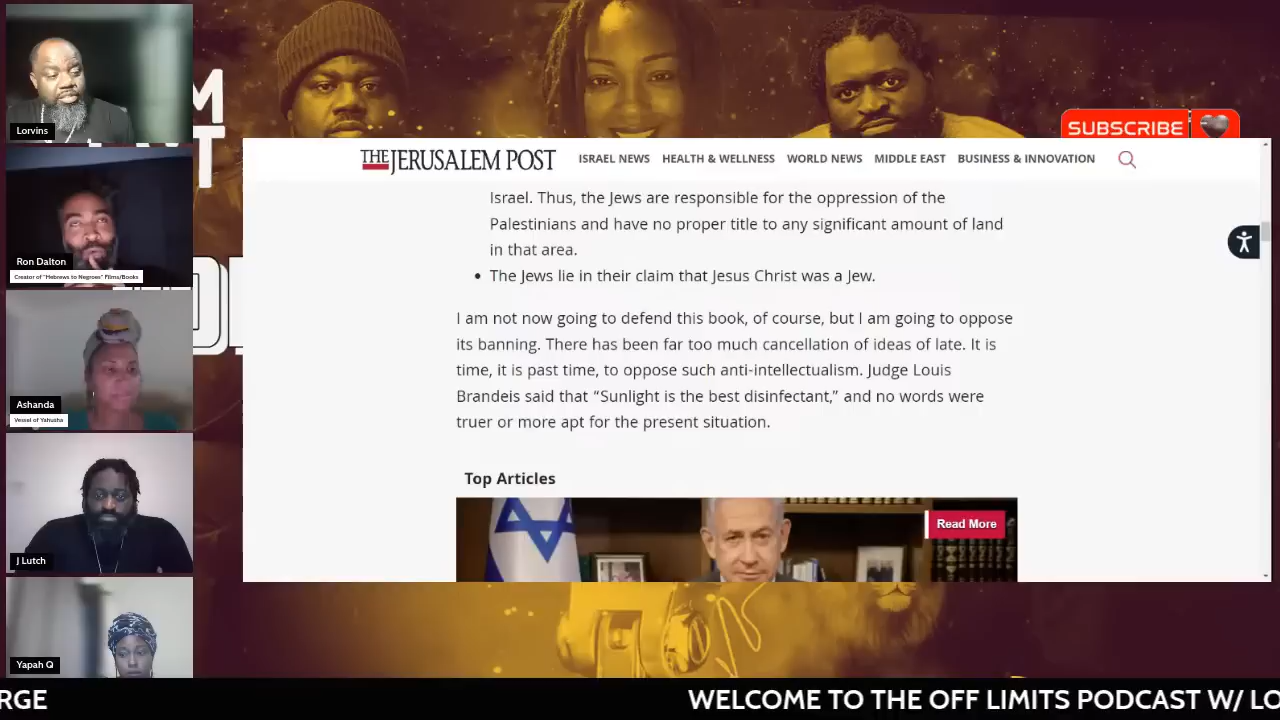 Lorvins
Ron Dalton
Creator of "Hebrews to Negroes" Films/Books
Ashanda
Vessel of Yahusha
J Lutch
Yapah Q
SUBSCRIBE
THE JERUSALEM POST
ISRAEL NEWS HEALTH & WELLNESS WORLD NEWS MIDDLE EAST BUSINESS & INNOVATION
Israel. Thus, the Jews are responsible for the oppression of the
Palestinians and have no proper title to any significant amount of land
in that area.
• The Jews lie in their claim that Jesus Christ was a Jew.
I am not now going to defend this book, of course, but I am going to oppose
its banning. There has been far too much cancellation of ideas of late. It is
time, it is past time, to oppose such anti-intellectualism. Judge Louis
Brandeis said that “Sunlight is the best disinfectant,” and no words were
truer or more apt for the present situation.
Top Articles
Read More
RGE WELCOME TO THE OFF LIMITS PODCAST W/ LO